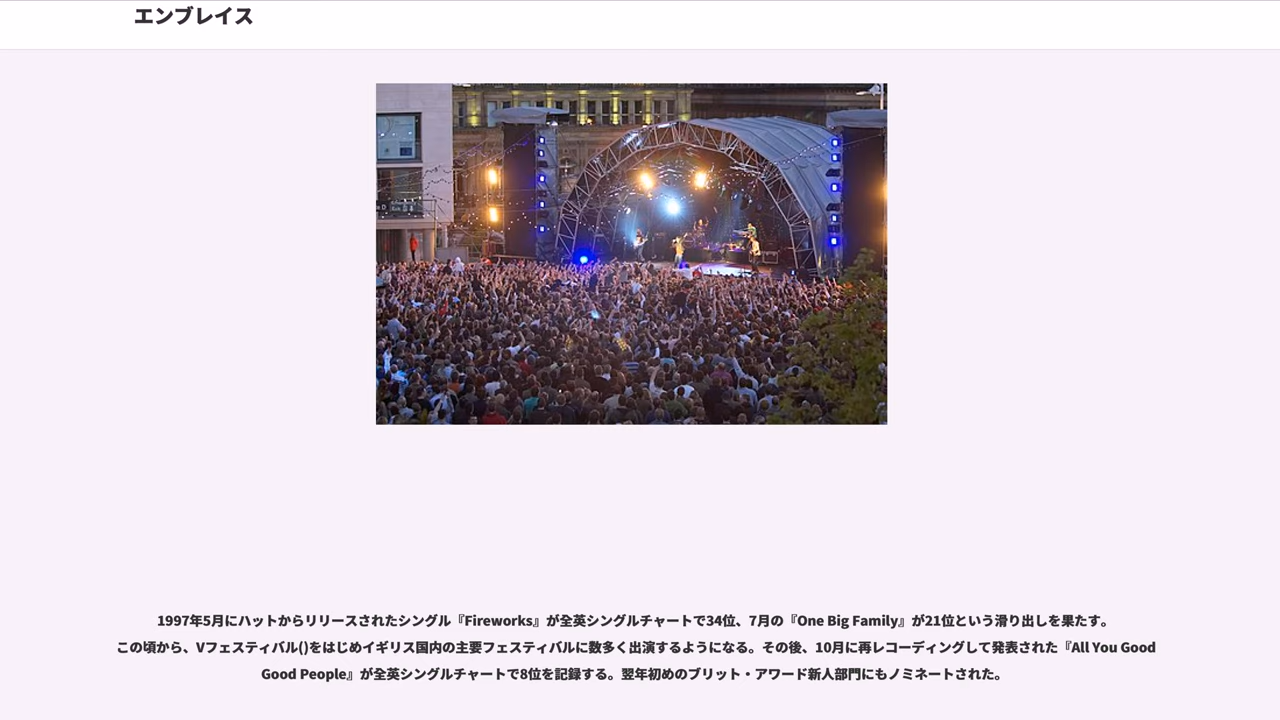 エンブレイス
1997年5月にハットからリリースされたシングル『Fireworks』が全英シングルチャートで34位、7月の『One Big Family』が21位という滑り出しを果たす。
この頃から、Vフェスティバル()をはじめイギリス国内の主要フェスティバルに数多く出演するようになる。その後、10月に再レコーディングして発表された『All You Good
Good People』が全英シングルチャートで8位を記録する。翌年初めのブリット・アワード新人部門にもノミネートされた。